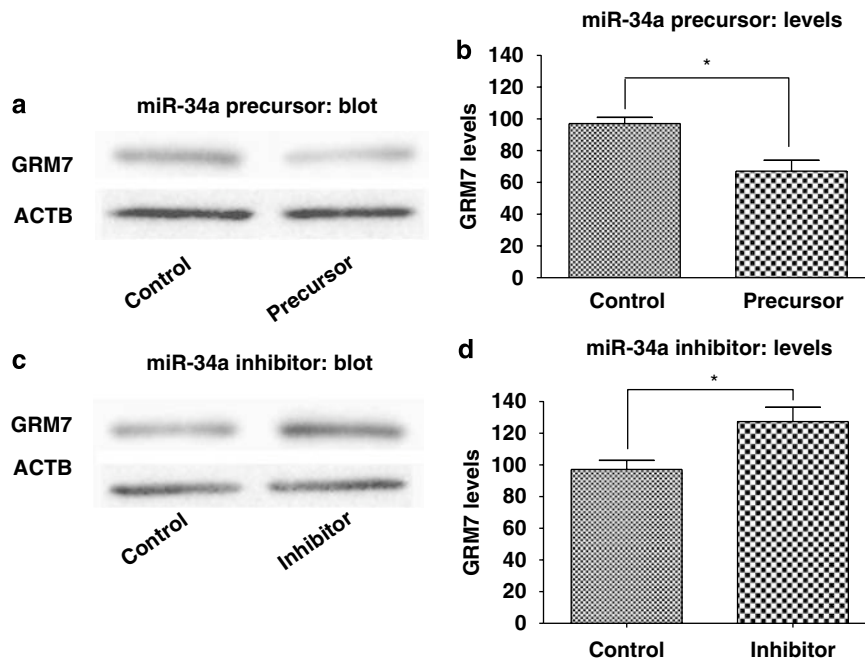 a
miR-34a precursor: blot
GRM7
ACTB
Control
Precursor
b
miR-34a precursor: levels
GRM7 levels
140
120
100
80
60
40
20
0
*
Control
Precursor
c
miR-34a inhibitor: blot
GRM7
ACTB
Control
Inhibitor
d
miR-34a inhibitor: levels
GRM7 levels
140
120
100
80
60
40
20
0
*
Control
Inhibitor